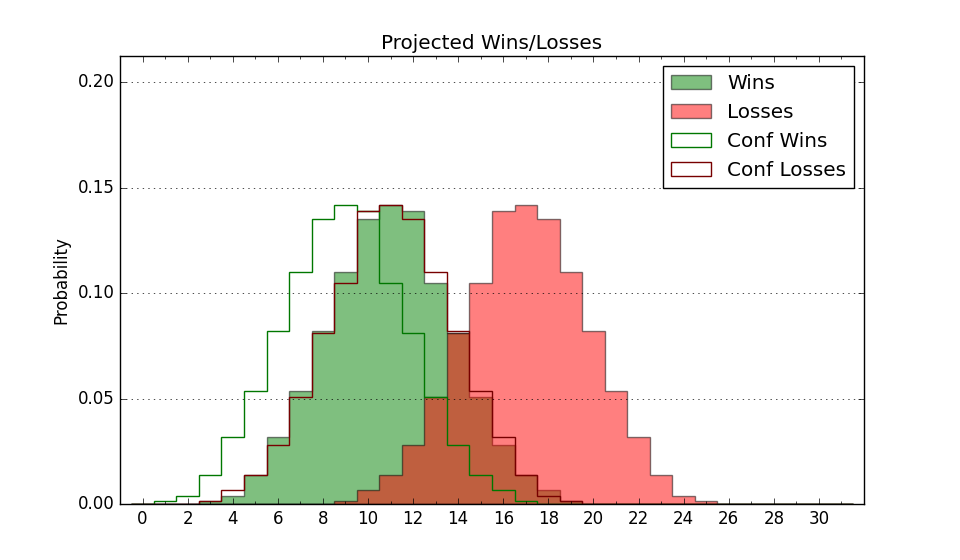 Projected Wins/Losses
Wins
Losses
Conf Wins
Conf Losses
Probability
0.20
0.15
0.10
0.05
0.00
0 2 4 6 8 10 12 14 16 18 20 22 24 26 28 30